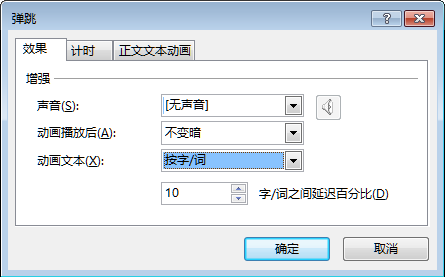 弹跳
效果 计时 正文文本动画
增强
声音(S): [无声音]
动画播放后(A): 不变暗
动画文本(X): 按字/词
10 字/词之间延迟百分比(D)
确定 取消